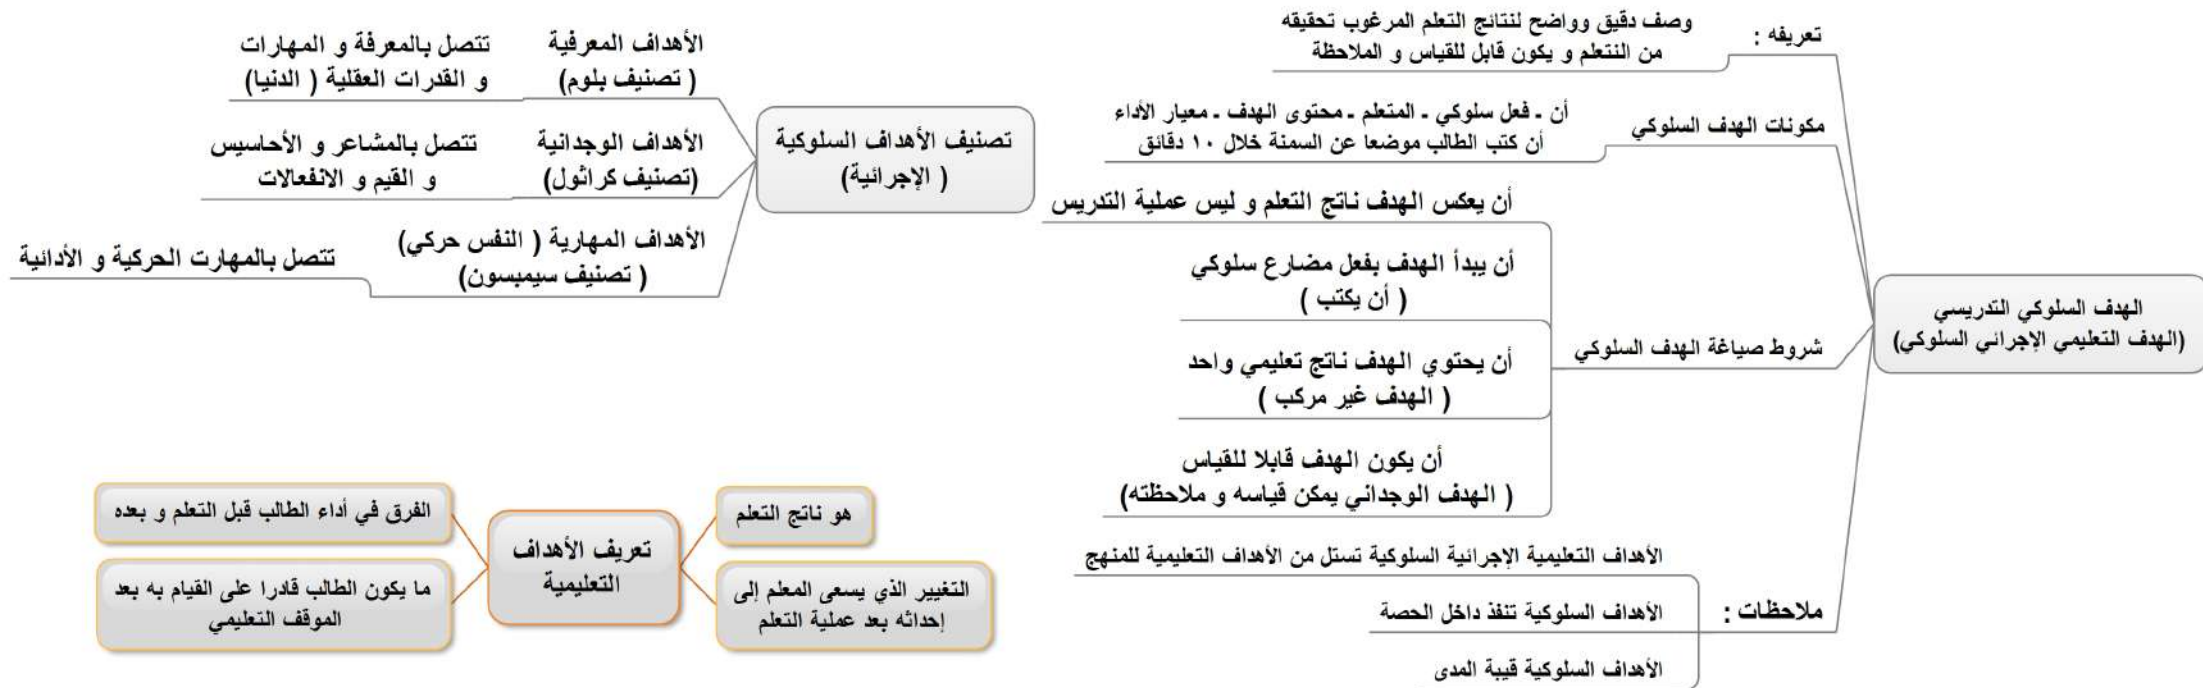 الهدف السلوكي التدريسي
(الهدف التعليمي الإجرائي السلوكي)
تعريفه :
وصف دقيق وواضح لنتائج التعلم المرغوب تحقيقه
من النتعلم و يكون قابل للقياس و الملاحظة
مكونات الهدف السلوكي
أن ـ فعل سلوكي ـ المتعلم ـ محتوى الهدف ـ معيار الأداء
أن كتب الطالب موضعا عن السمنة خلال ١٠ دقائق
شروط صياغة الهدف السلوكي
أن يعكس الهدف ناتج التعلم و ليس عملية التدريس
أن يبدأ الهدف بفعل مضارع سلوكي
( أن يكتب )
أن يحتوي الهدف ناتج تعليمي واحد
( الهدف غير مركب )
أن يكون الهدف قابلا للقياس
( الهدف الوجداني يمكن قياسه و ملاحظته)
ملاحظات :
الأهداف التعليمية الإجرائية السلوكية تستل من الأهداف التعليمية للمنهج
الأهداف السلوكية تنفذ داخل الحصة
الأهداف السلوكية قيبة المدى
تصنيف الأهداف السلوكية
( الإجرائية)
الأهداف المعرفية
( تصنيف بلوم)
تتصل بالمعرفة و المهارات
و القدرات العقلية ( الدنيا)
الأهداف الوجدانية
(تصنيف كراثول)
تتصل بالمشاعر و الأحاسيس
و القيم و الانفعالات
الأهداف المهارية ( النفس حركي)
( تصنيف سيمبسون)
تتصل بالمهارت الحركية و الأدائية
تعريف الأهداف
التعليمية
هو ناتج التعلم
التغيير الذي يسعى المعلم إلى
إحداثه بعد عملية التعلم
الفرق في أداء الطالب قبل التعلم و بعده
ما يكون الطالب قادرا على القيام به بعد
الموقف التعليمي